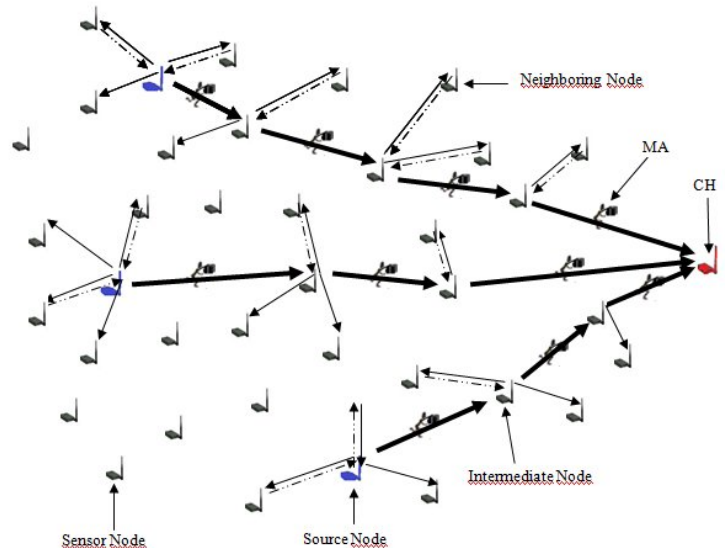 Neighboring Node
MA
CH
Intermediate Node
Sensor Node
Source Node